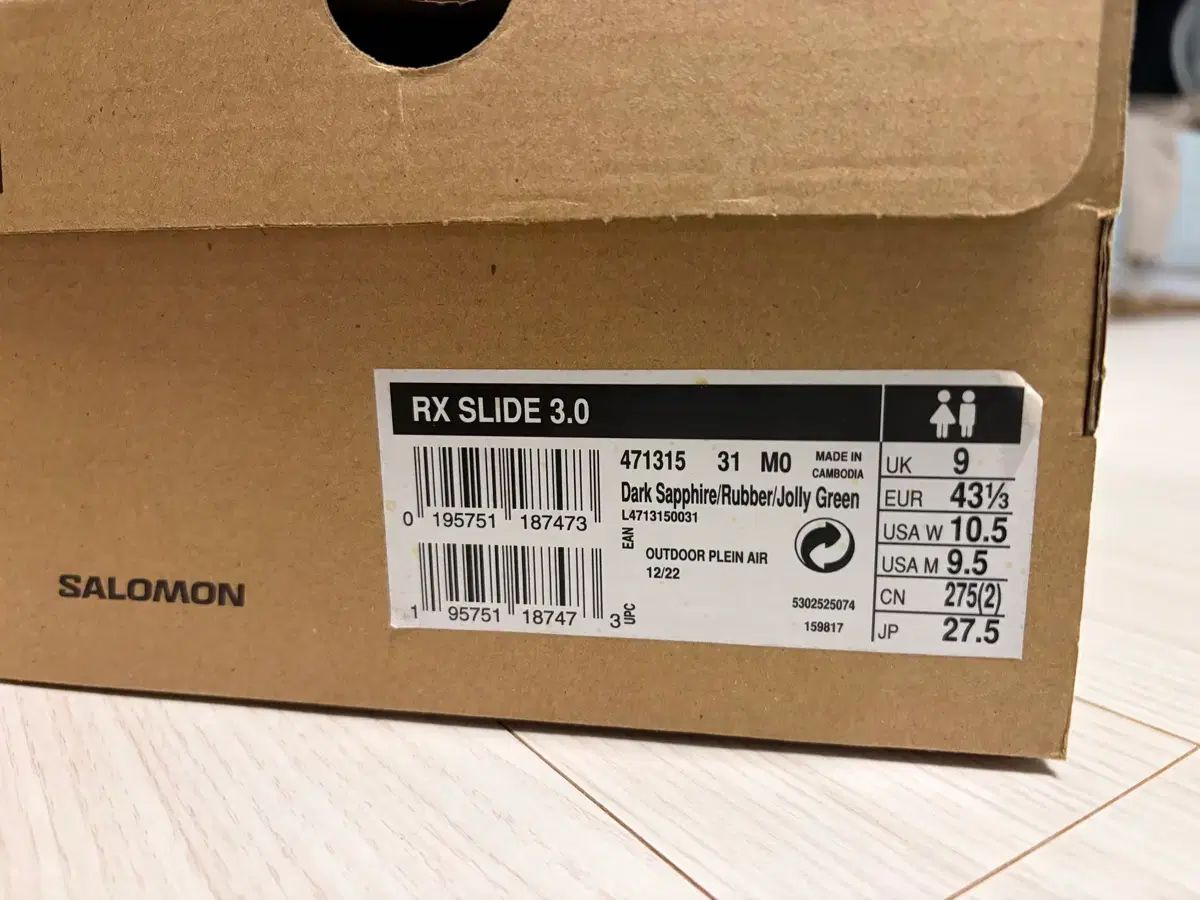 RX SLIDE 3.0
471315 31 M0 MADE IN CAMBODIA
Dark Sapphire/Rubber/Jolly Green
L4713150031
0 195751 187473
EAN
OUTDOOR PLEIN AIR
12/22
1 95751 18747 3
UPC
5302525074
159817
UK 9
EUR 43⅓
USA W 10.5
USA M 9.5
CN 275(2)
JP 27.5
SALOMON